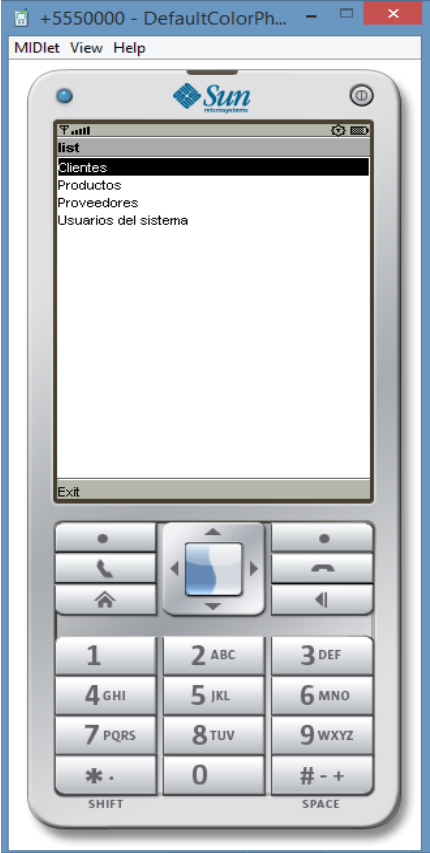 +5550000 - DefaultColorPh...
MIDlet View Help
Sun
microsystems
list
Clientes
Productos
Proveedores
Usuarios del sistema
Exit
1 2 ABC 3 DEF
4 GHI 5 JKL 6 MNO
7 PQRS 8 TUV 9 WXYZ
* . 0 # - +
SHIFT SPACE